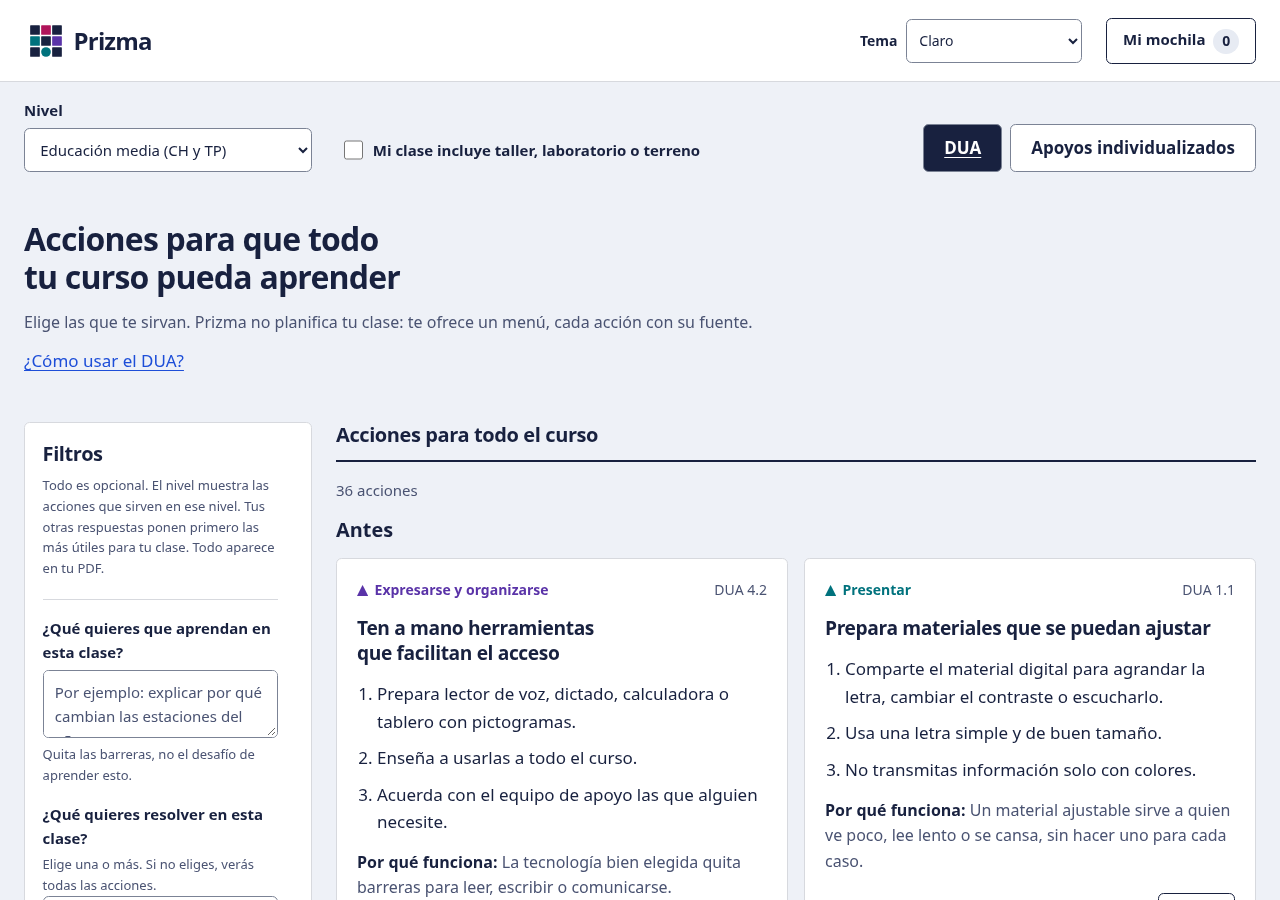 Prizma
Tema
Claro
Mi mochila 0
Nivel
Educación media (CH y TP)
Mi clase incluye taller, laboratorio o terreno
DUA
Apoyos individualizados
Acciones para que todo
tu curso pueda aprender
Elige las que te sirvan. Prizma no planifica tu clase: te ofrece un menú, cada acción con su fuente.
¿Cómo usar el DUA?
Filtros
Todo es opcional. El nivel muestra las
acciones que sirven en ese nivel. Tus
otras respuestas ponen primero las
más útiles para tu clase. Todo aparece
en tu PDF.
¿Qué quieres que aprendan en
esta clase?
Por ejemplo: explicar por qué
cambian las estaciones del
Quita las barreras, no el desafío de
aprender esto.
¿Qué quieres resolver en esta
clase?
Elige una o más. Si no eliges, verás
todas las acciones.
Acciones para todo el curso
36 acciones
Antes
Expresarse y organizarse
DUA 4.2
Ten a mano herramientas
que facilitan el acceso
1. Prepara lector de voz, dictado, calculadora o
tablero con pictogramas.
2. Enseña a usarlas a todo el curso.
3. Acuerda con el equipo de apoyo las que alguien
necesite.
Por qué funciona: La tecnología bien elegida quita
barreras para leer, escribir o comunicarse.
Presentar
DUA 1.1
Prepara materiales que se puedan ajustar
1. Comparte el material digital para agrandar la
letra, cambiar el contraste o escucharlo.
2. Usa una letra simple y de buen tamaño.
3. No transmitas información solo con colores.
Por qué funciona: Un material ajustable sirve a quien
ve poco, lee lento o se cansa, sin hacer uno para cada
caso.